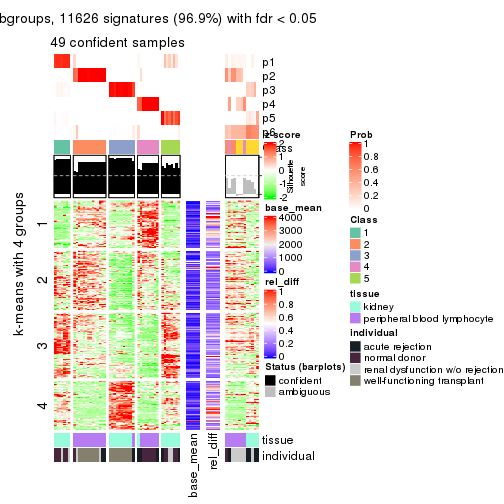 bgroups, 11626 signatures (96.9%) with fdr < 0.05
49 confident samples
p1
p2
p3
p4
p5
p6
Class
k-means with 4 groups
1
2
3
4
Silhouette
score
z-score
2
1
0
-1
-2
base_mean
4000
3000
2000
1000
0
rel_diff
1
0.8
0.6
0.4
0.2
0
Status (barplots)
confident
ambiguous
Prob
1
0.8
0.6
0.4
0.2
0
Class
1
2
3
4
5
tissue
kidney
peripheral blood lymphocyte
individual
acute rejection
normal donor
renal dysfunction w/o rejection
well-functioning transplant
tissue
individual
base_mean
rel_diff